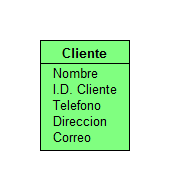 Cliente
Nombre
I.D. Cliente
Telefono
Direccion
Correo